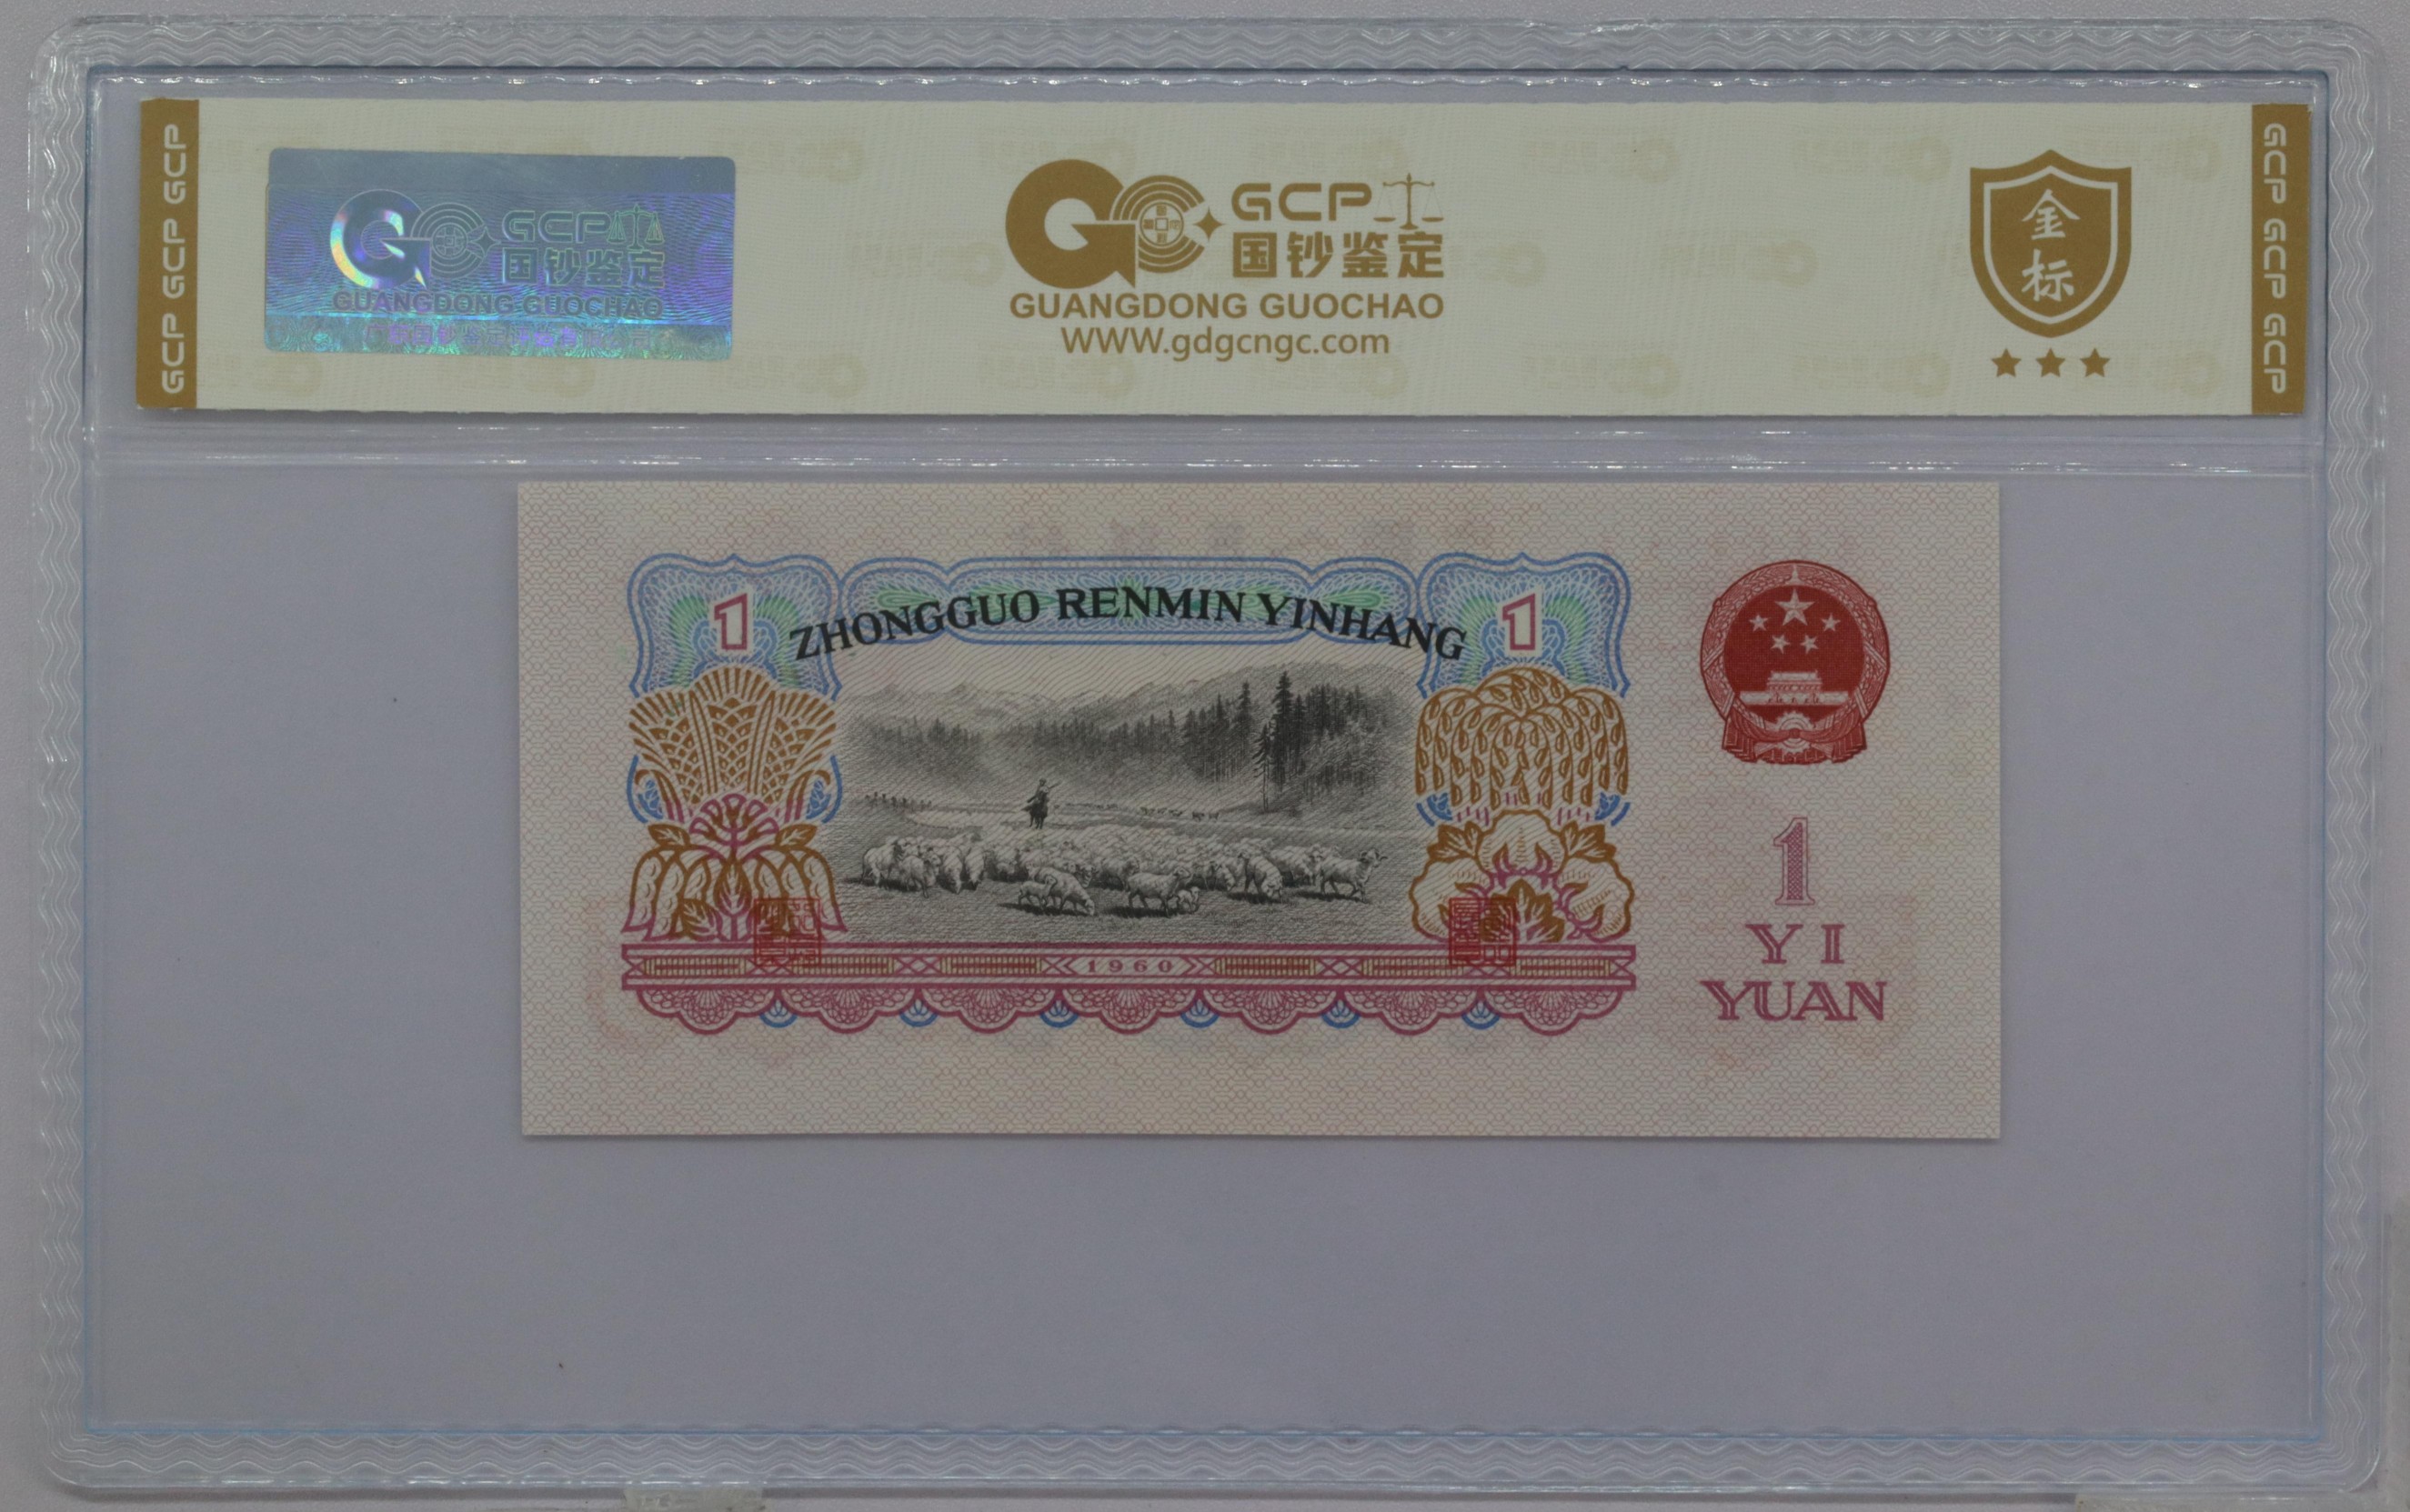 GCP GCP GCP
GCP
国钞鉴定
GUANGDONG GUOCHAO
GCP
国钞鉴定
GUANGDONG GUOCHAO
WWW.gdgcngc.com
金标
GCP GCP GCP
ZHONGGUO RENMIN YINHANG
1
1
1960
1
YI
YUAN